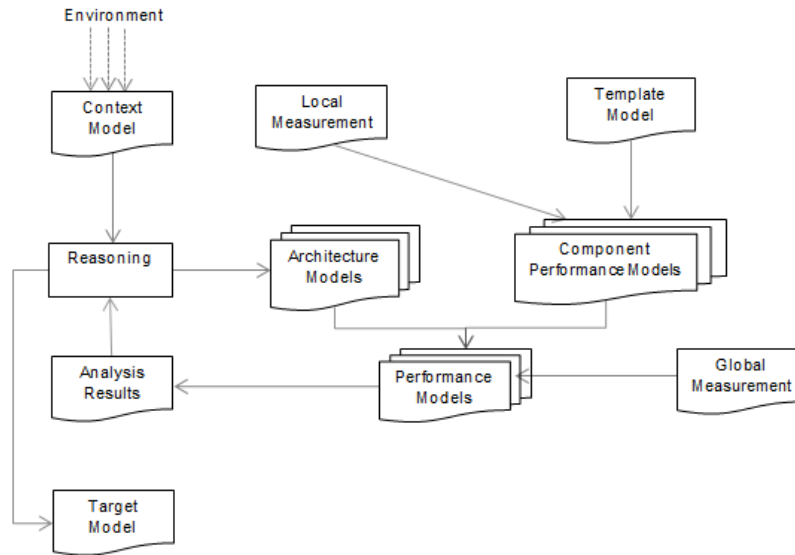 Environment
Context
Model
Local
Measurement
Template
Model
Reasoning
Architecture
Models
Component
Performance Models
Analysis
Results
Performance
Models
Global
Measurement
Target
Model